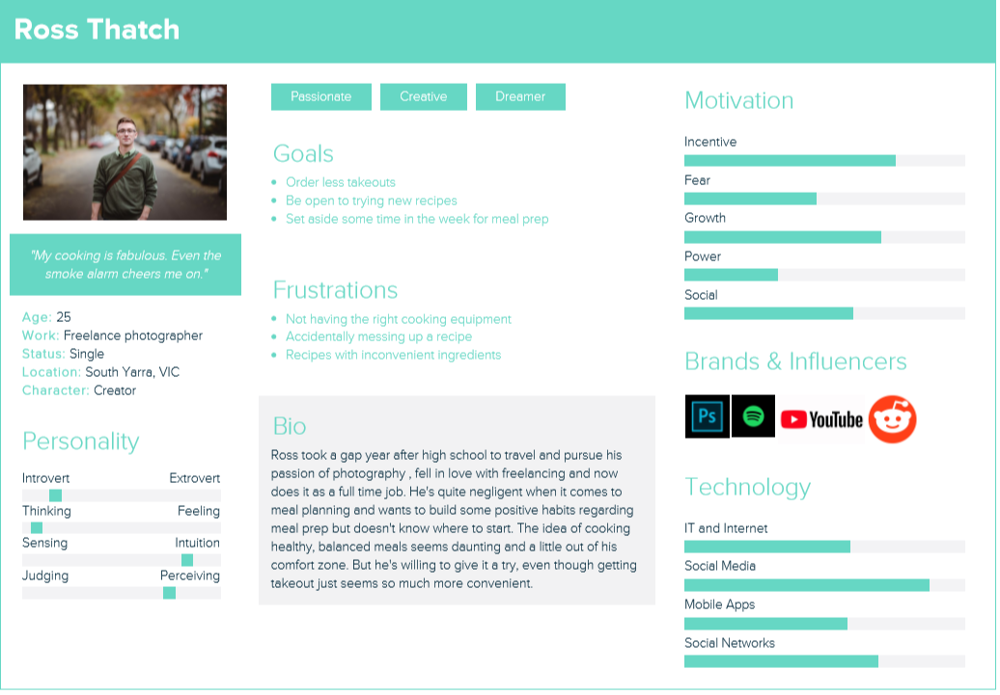 Ross Thatch
"My cooking is fabulous. Even the
smoke alarm cheers me on."
Age: 25
Work: Freelance photographer
Status: Single
Location: South Yarra, VIC
Character: Creator
Personality
Introvert Extrovert
Thinking Feeling
Sensing Intuition
Judging Perceiving
Passionate Creative Dreamer
Goals
• Order less takeouts
• Be open to trying new recipes
• Set aside some time in the week for meal prep
Frustrations
• Not having the right cooking equipment
• Accidentally messing up a recipe
• Recipes with inconvenient ingredients
Bio
Ross took a gap year after high school to travel and pursue his
passion of photography , fell in love with freelancing and now
does it as a full time job. He's quite negligent when it comes to
meal planning and wants to build some positive habits regarding
meal prep but doesn't know where to start. The idea of cooking
healthy, balanced meals seems daunting and a little out of his
comfort zone. But he's willing to give it a try, even though getting
takeout just seems so much more convenient.
Motivation
Incentive
Fear
Growth
Power
Social
Brands & Influencers
Ps YouTube
Technology
IT and Internet
Social Media
Mobile Apps
Social Networks